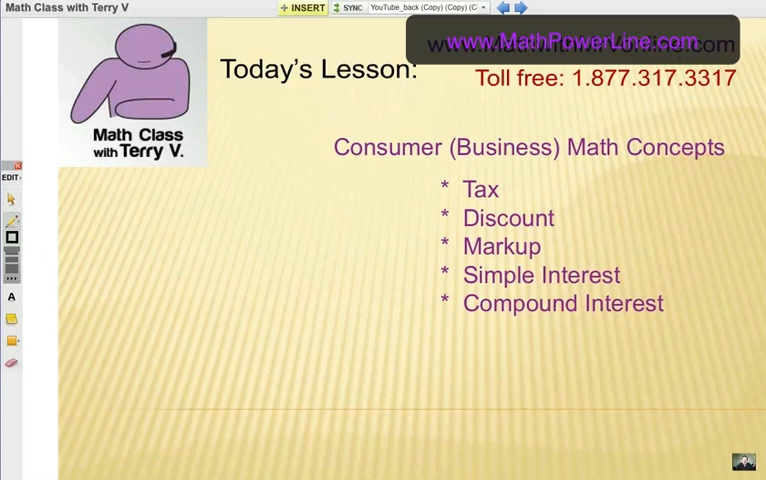 Math Class with Terry V
INSERT
SYNC
YouTube_back (Copy) (Copy) (C
www.MathPowerLine.com
Today's Lesson:
Toll free: 1.877.317.3317
Math Class
with Terry V.
Consumer (Business) Math Concepts
EDIT
* Tax
* Discount
* Markup
* Simple Interest
* Compound Interest
A